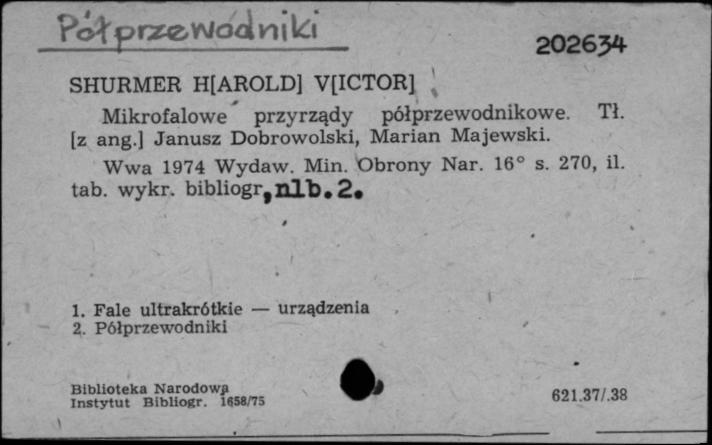 Półprzewodniki
202634
SHURMER H[AROLD] V[ICTOR]
Mikrofalowe przyrządy półprzewodnikowe. Tł.
[z ang.] Janusz Dobrowolski, Marian Majewski.
Wwa 1974 Wydaw. Min. Obrony Nar. 16° s. 270, il.
tab. wykr. bibliogr, nlb. 2.
1. Fale ultrakrótkie — urządzenia
2. Półprzewodniki
Biblioteka Narodowa
Instytut Bibliogr. 1658/75
621.37/.38